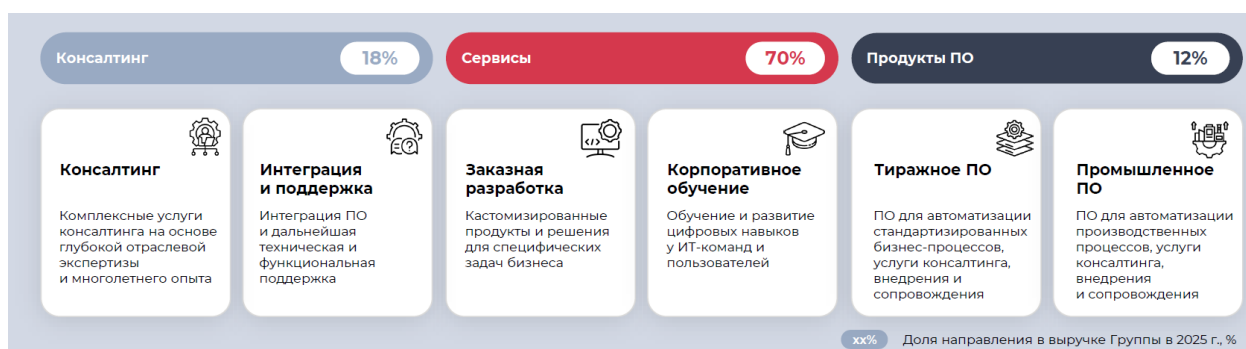 Консалтинг
18%
Сервисы
70%
Продукты ПО
12%
Консалтинг
Комплексные услуги
консалтинга на основе
глубокой отраслевой
экспертизы
и многолетнего опыта
Интеграция
и поддержка
Интеграция ПО
и дальнейшая
техническая и
функциональная
поддержка
Заказная
разработка
Кастомизированные
продукты и решения
для специфических
задач бизнеса
Корпоративное
обучение
Обучение и развитие
цифровых навыков
у ИТ-команд и
пользователей
Тиражное ПО
ПО для автоматизации
стандартизированных
бизнес-процессов,
услуги консалтинга,
внедрения и
сопровождения
Промышленное
ПО
ПО для автоматизации
производственных
процессов, услуги
консалтинга,
внедрения
и сопровождения
xx% Доля направления в выручке Группы в 2025 г., %